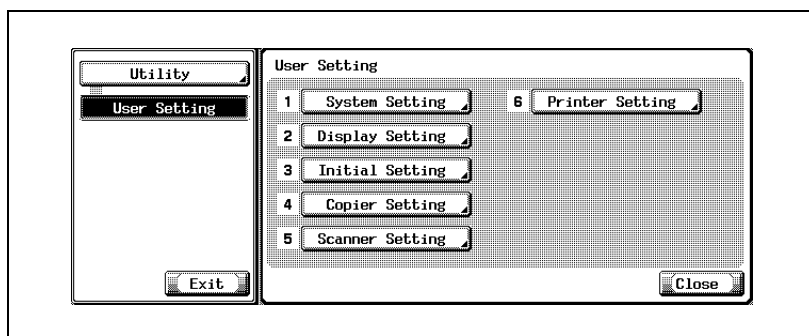 Utility
User Setting
Exit
User Setting
1 System Setting
2 Display Setting
3 Initial Setting
4 Copier Setting
5 Scanner Setting
6 Printer Setting
Close